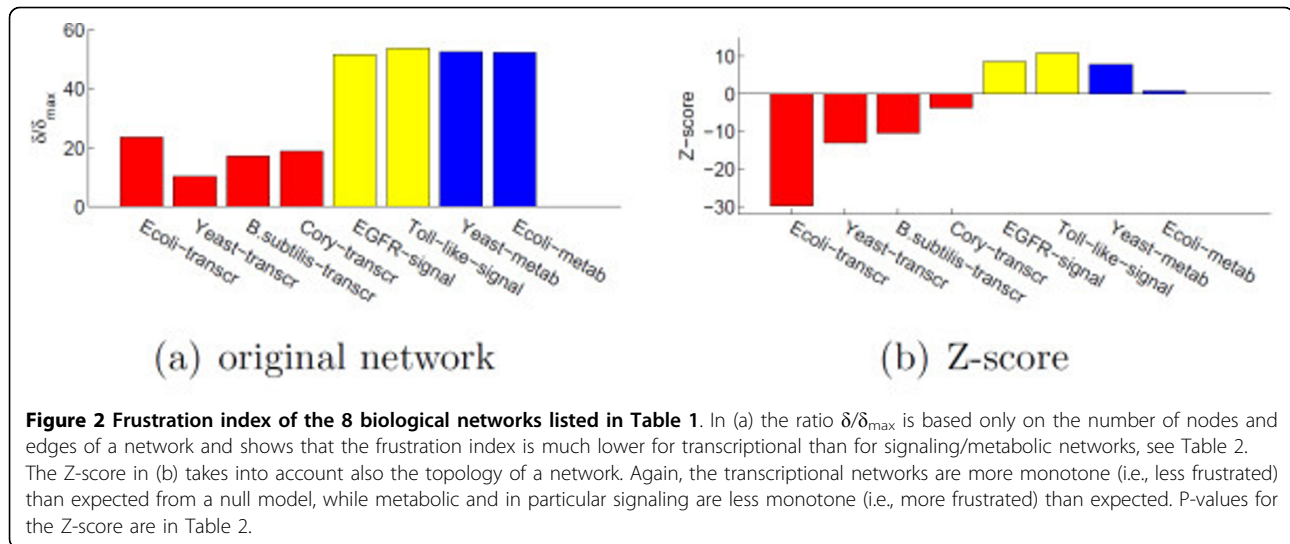 60
40
20
0
δ/δmax
Ecoli-transcr
Yeast-transcr
B.subtilis-transcr
Cory-transcr
EGFR-signal
Toll-like-signal
Yeast-metab
Ecoli-metab
(a) original network
10
0
-10
-20
-30
Z-score
Ecoli-transcr
Yeast-transcr
B.subtilis-transcr
Cory-transcr
EGFR-signal
Toll-like-signal
Yeast-metab
Ecoli-metab
(b) Z-score
Figure 2 Frustration index of the 8 biological networks listed in Table 1. In (a) the ratio δ/δmax is based only on the number of nodes and
edges of a network and shows that the frustration index is much lower for transcriptional than for signaling/metabolic networks, see Table 2.
The Z-score in (b) takes into account also the topology of a network. Again, the transcriptional networks are more monotone (i.e., less frustrated)
than expected from a null model, while metabolic and in particular signaling are less monotone (i.e., more frustrated) than expected. P-values for
the Z-score are in Table 2.